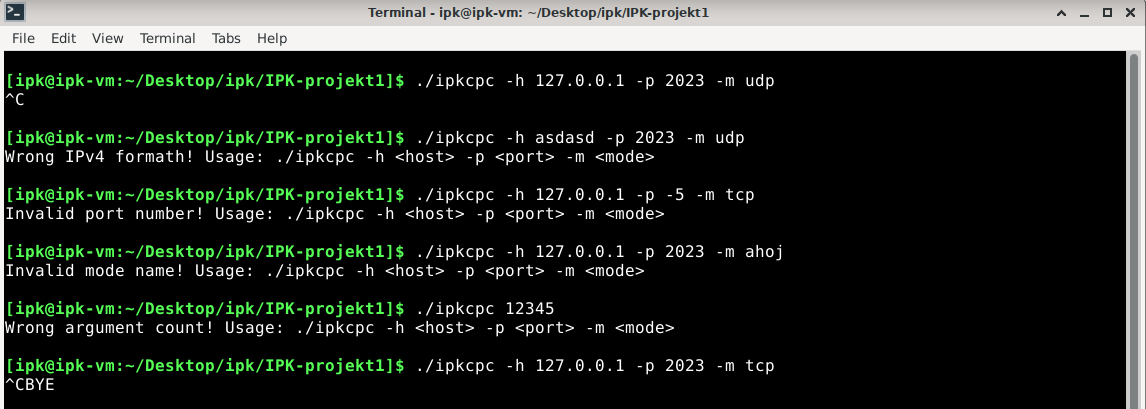 Terminal - ipk@ipk-vm: ~/Desktop/ipk/IPK-projekt1
File Edit View Terminal Tabs Help
[ipk@ipk-vm:~/Desktop/ipk/IPK-projekt1]$ ./ipkcpc -h 127.0.0.1 -p 2023 -m udp
^C
[ipk@ipk-vm:~/Desktop/ipk/IPK-projekt1]$ ./ipkcpc -h asdasd -p 2023 -m udp
Wrong IPv4 formath! Usage: ./ipkcpc -h <host> -p <port> -m <mode>
[ipk@ipk-vm:~/Desktop/ipk/IPK-projekt1]$ ./ipkcpc -h 127.0.0.1 -p -5 -m tcp
Invalid port number! Usage: ./ipkcpc -h <host> -p <port> -m <mode>
[ipk@ipk-vm:~/Desktop/ipk/IPK-projekt1]$ ./ipkcpc -h 127.0.0.1 -p 2023 -m ahoj
Invalid mode name! Usage: ./ipkcpc -h <host> -p <port> -m <mode>
[ipk@ipk-vm:~/Desktop/ipk/IPK-projekt1]$ ./ipkcpc 12345
Wrong argument count! Usage: ./ipkcpc -h <host> -p <port> -m <mode>
[ipk@ipk-vm:~/Desktop/ipk/IPK-projekt1]$ ./ipkcpc -h 127.0.0.1 -p 2023 -m tcp
^CBYE